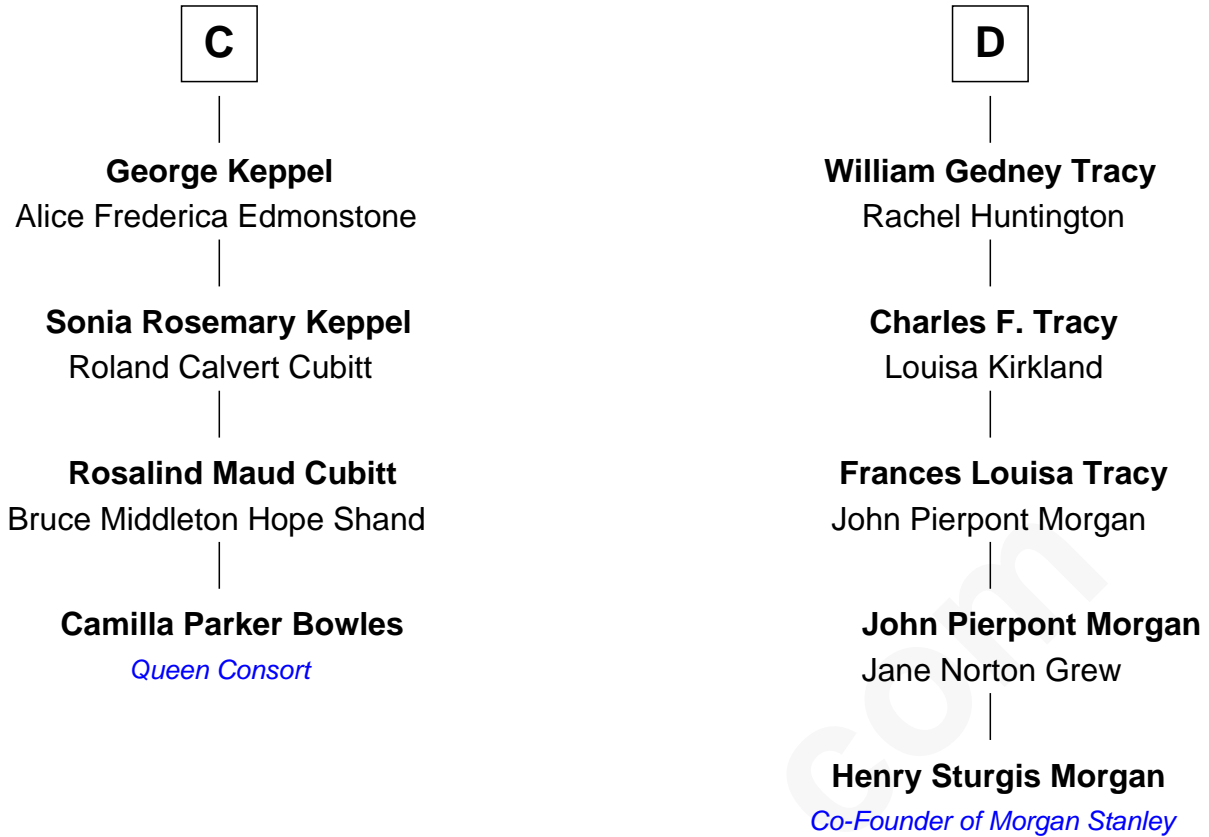 C
George Keppel
Alice Frederica Edmonstone
Sonia Rosemary Keppel
Roland Calvert Cubitt
Rosalind Maud Cubitt
Bruce Middleton Hope Shand
Camilla Parker Bowles
Queen Consort
D
William Gedney Tracy
Rachel Huntington
Charles F. Tracy
Louisa Kirkland
Frances Louisa Tracy
John Pierpont Morgan
John Pierpont Morgan
Jane Norton Grew
Henry Sturgis Morgan
Co-Founder of Morgan Stanley
com